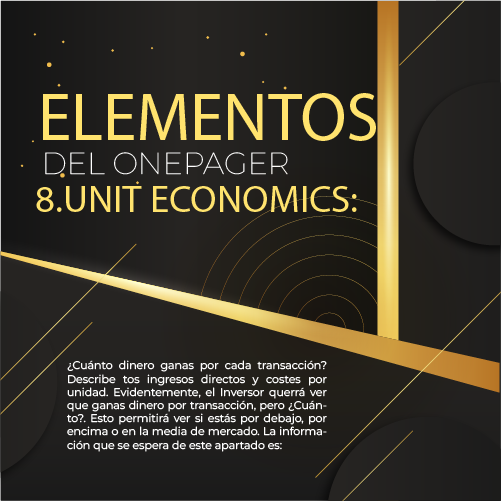 ELEMENTOS
DEL ONEPAGER
8.UNIT ECONOMICS:
¿Cuánto dinero ganas por cada transacción?
Describe tos ingresos directos y costes por
unidad. Evidentemente, el Inversor querrá ver
que ganas dinero por transacción, pero ¿Cuán-
to?. Esto permitirá ver si estás por debajo, por
encima o en la media de mercado. La informa-
ción que se espera de este apartado es: